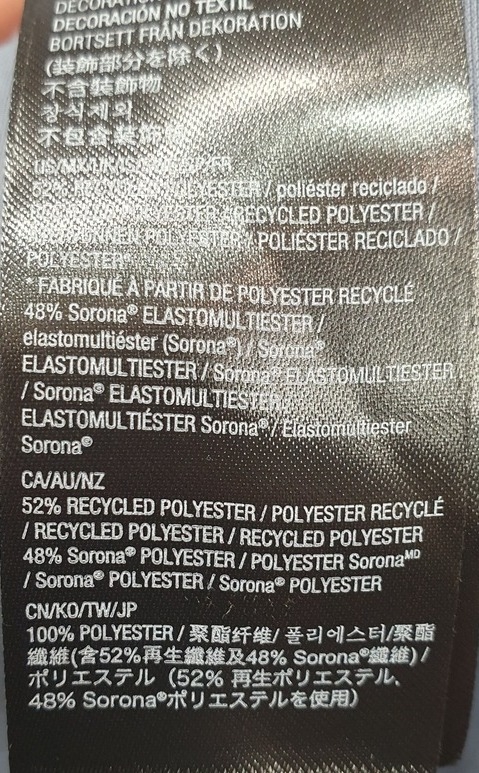 DECORACIÓN NO TEXTIL
BORTSETT FRÅN DEKORATION
(装飾部分を除く)
不含装飾物
장식제외
不包含装饰
52% RECYCLED POLYESTER / poliéster reciclado /
RECYCLED POLYESTER /
POLYESTER / POLIÉSTER RECICLADO /
POLYESTER*
* FABRIQUÉ À PARTIR DE POLYESTER RECYCLÉ
48% Sorona® ELASTOMULTIESTER /
elastomultiéster (Sorona®) / Sorona®
ELASTOMULTIESTER / Sorona® ELASTOMULTIESTER
/ Sorona® ELASTOMULTIESTER /
ELASTOMULTIÉSTER Sorona® / Elastomultiester
Sorona®
CA/AU/NZ
52% RECYCLED POLYESTER / POLYESTER RECYCLÉ
/ RECYCLED POLYESTER / RECYCLED POLYESTER
48% Sorona® POLYESTER / POLYESTER Sorona MD
/ Sorona® POLYESTER / Sorona® POLYESTER
CN/KO/TW/JP
100% POLYESTER / 聚酯纤维/ 폴리에스터/聚酯
纖維(含52%再生纖維及48% Sorona®纖維) /
ポリエステル（52% 再生ポリエステル、
48% Sorona®ポリエステルを使用）